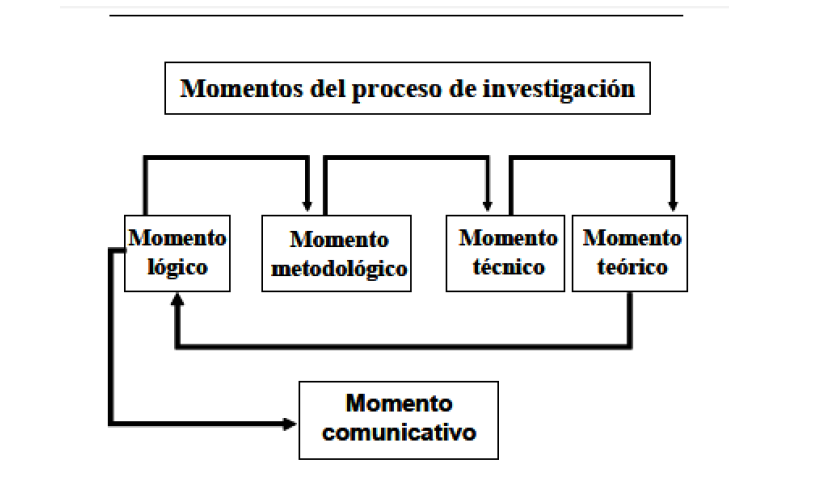 Momentos del proceso de investigación
Momento
lógico
Momento
metodológico
Momento
técnico
Momento
teórico
Momento
comunicativo